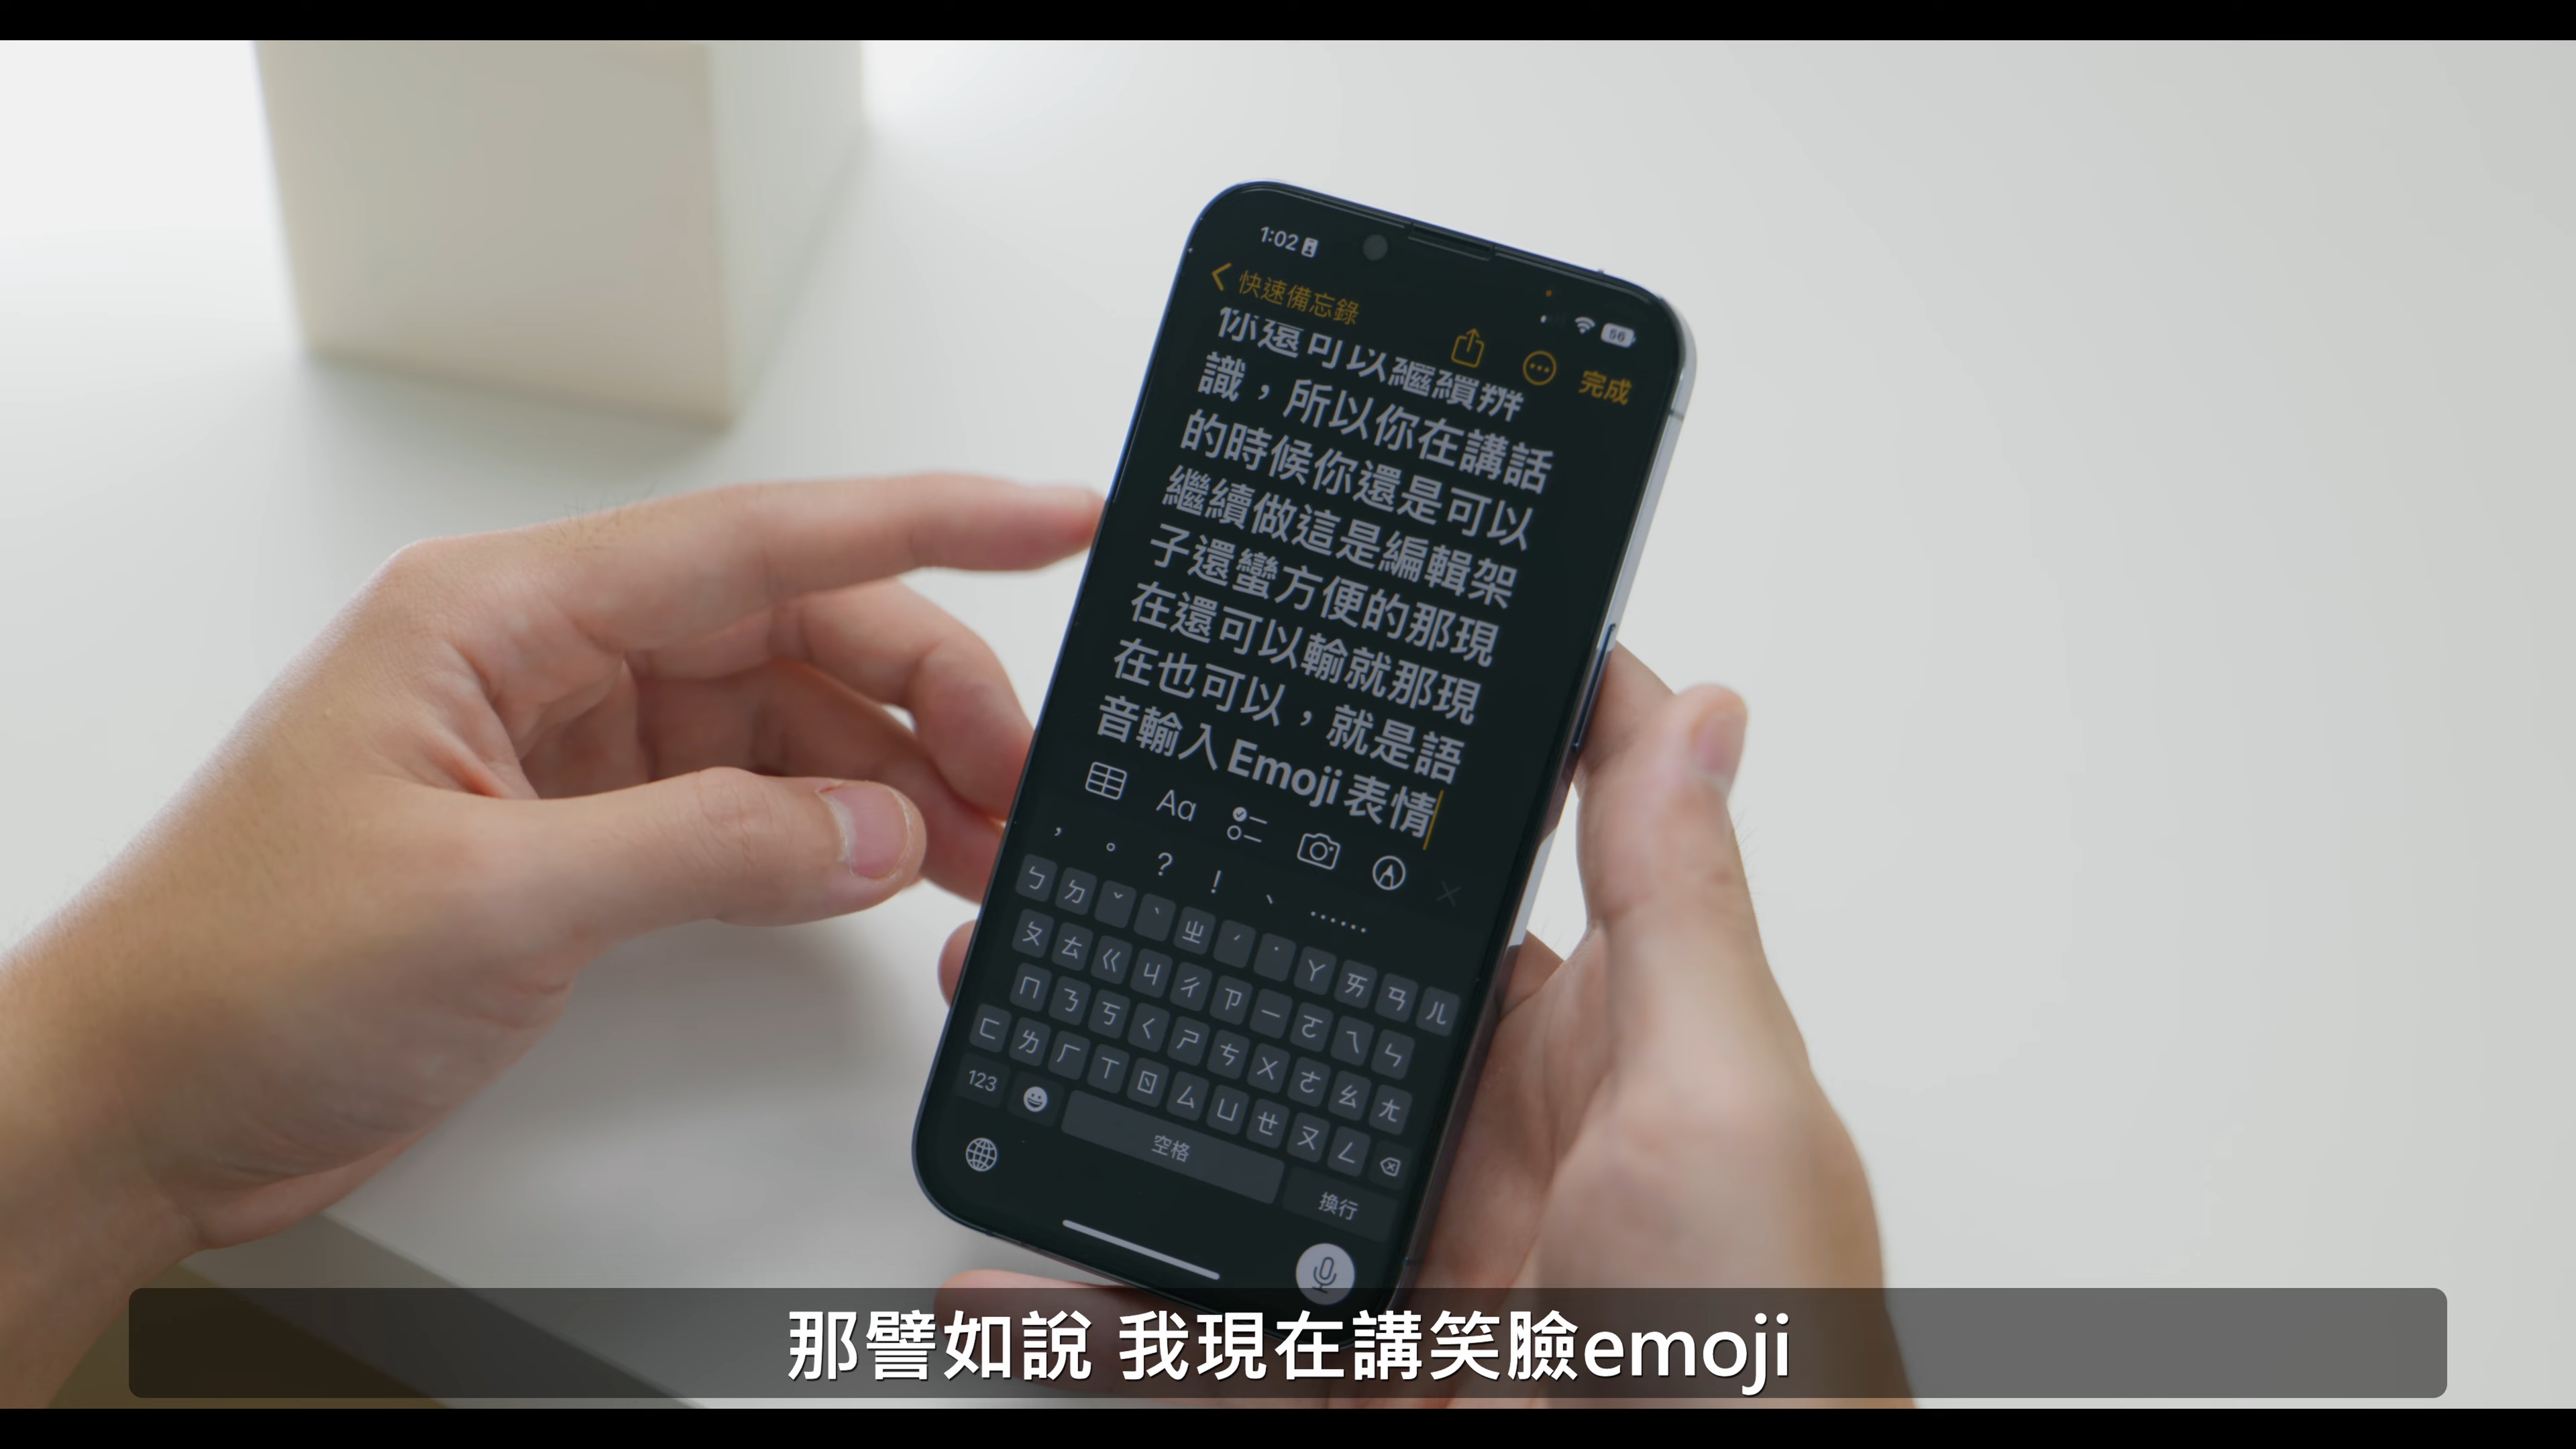 1:02
56
快速備忘錄
完成
你還可以繼續辨
識，所以你在講話
的時候你還是可以
繼續做這是編輯架
子還蠻方便的那現
在還可以輸就那現
在也可以，就是語
音輸入 Emoji 表情
Aa
， 。 ? ! 、 ……
ㄅ ㄉ ˇ ˋ ㄓ ˊ ˙ ㄚ ㄞ ㄢ ㄦ
ㄆ ㄊ ㄍ ㄐ ㄔ ㄗ ㄧ ㄛ ㄟ ㄣ
ㄇ ㄋ ㄎ ㄑ ㄕ ㄘ ㄨ ㄜ ㄠ ㄤ
ㄈ ㄌ ㄏ ㄒ ㄖ ㄙ ㄩ ㄝ ㄡ ㄥ
123 空格 換行
那譬如說 我現在講笑臉emoji